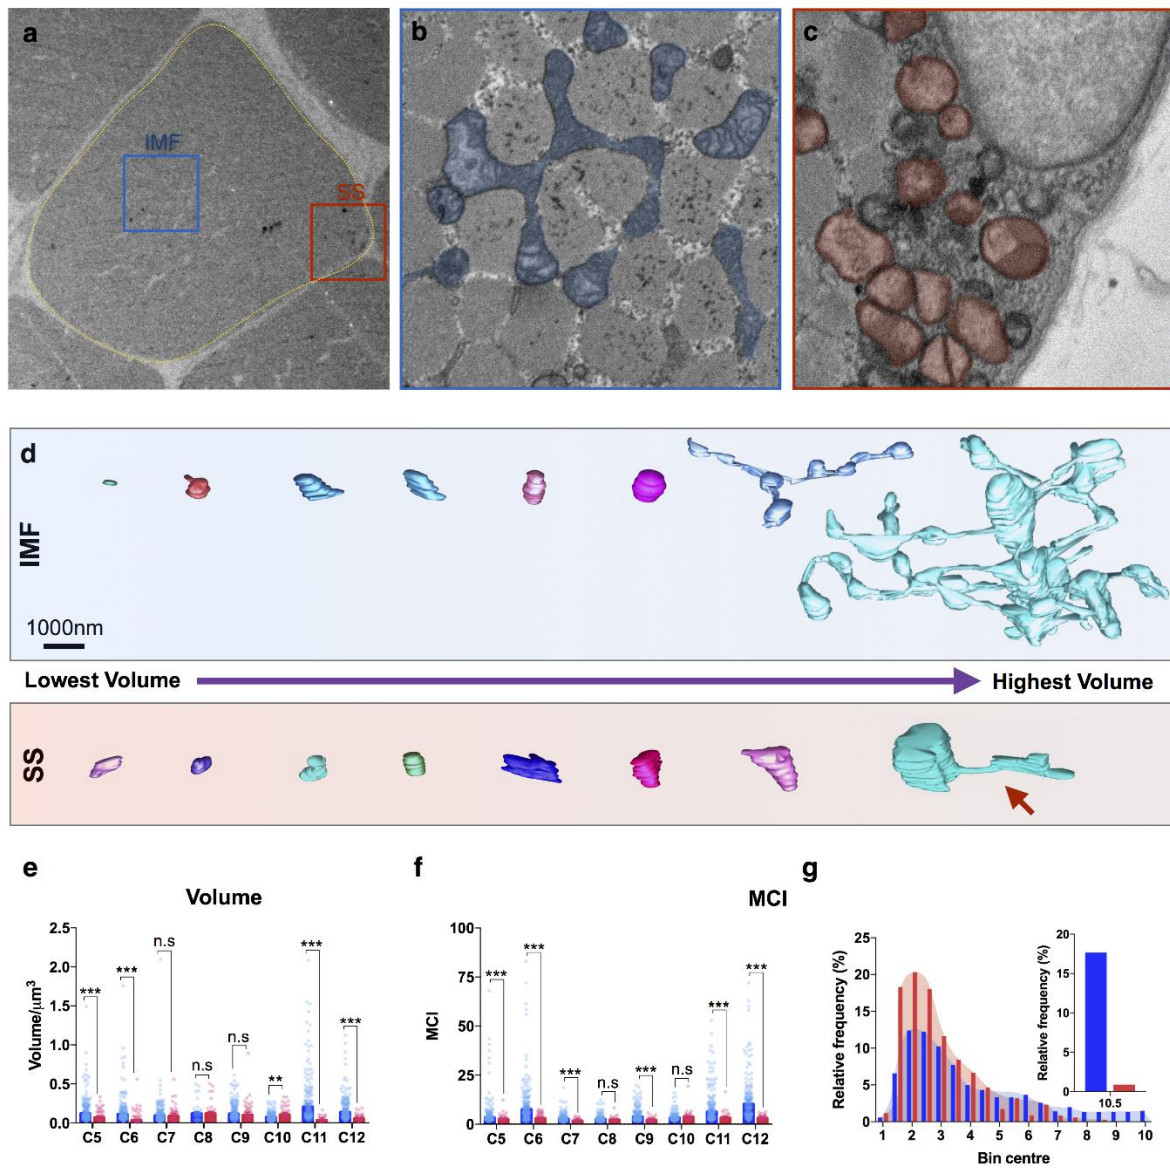 a
IMF
SS
b
c
d
IMF
1000nm
Lowest Volume
Highest Volume
SS
e
Volume
Volume/μm³
2.5
2.0
1.5
1.0
0.5
0.0
***
***
n.s
n.s
n.s
**
***
***
C5 C6 C7 C8 C9 C10 C11 C12
f
MCI
MCI
100
75
50
25
0
***
***
***
n.s
***
n.s
***
***
C5 C6 C7 C8 C9 C10 C11 C12
g
Relative frequency (%)
25
20
15
10
5
0
1 2 3 4 5 6 7 8 9 10
Bin centre
Relative frequency (%)
20
15
10
5
0
10.5